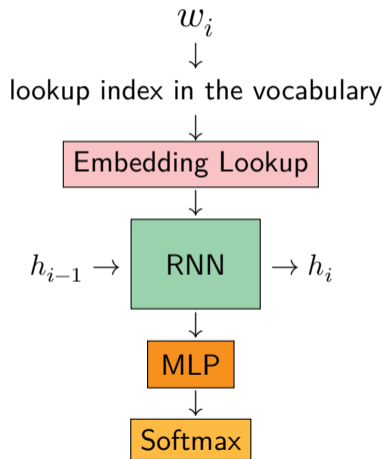 w_i
lookup index in the vocabulary
Embedding Lookup
h_{i−1} → RNN → h_i
MLP
Softmax